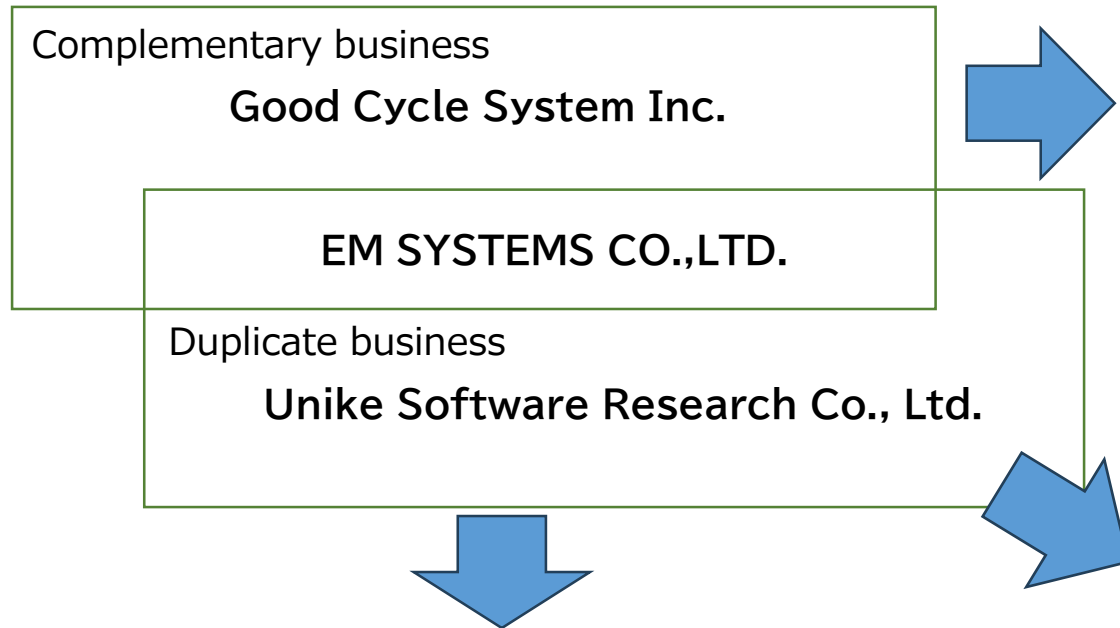 Complementary business
Good Cycle System Inc.
EM SYSTEMS CO.,LTD.
Duplicate business
Unike Software Research Co., Ltd.